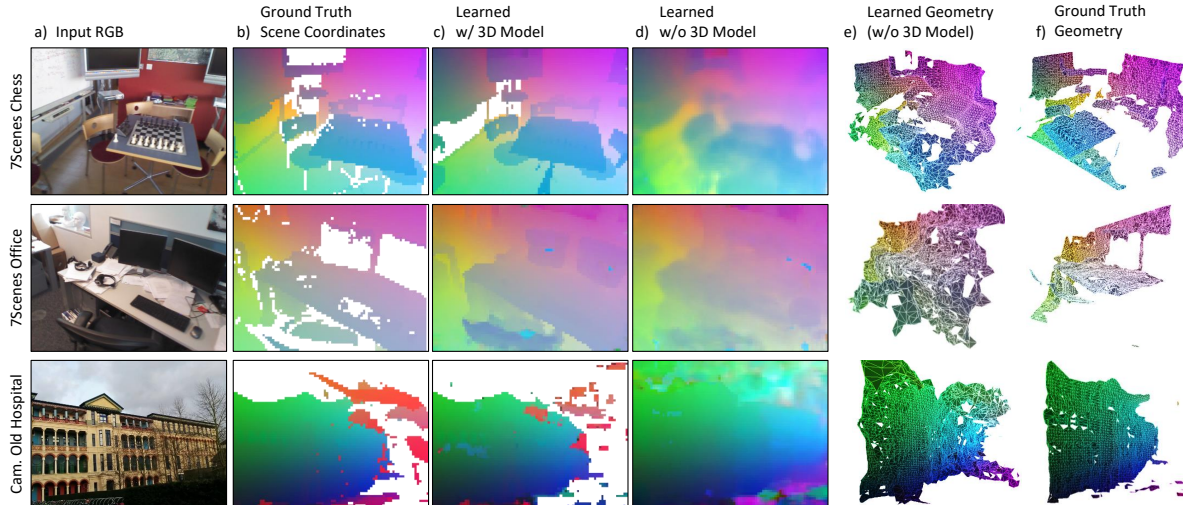 a) Input RGB
Ground Truth
b) Scene Coordinates
Learned
c) w/ 3D Model
Learned
d) w/o 3D Model
Learned Geometry
e) (w/o 3D Model)
Ground Truth
f) Geometry
7Scenes Chess
7Scenes Office
Cam. Old Hospital